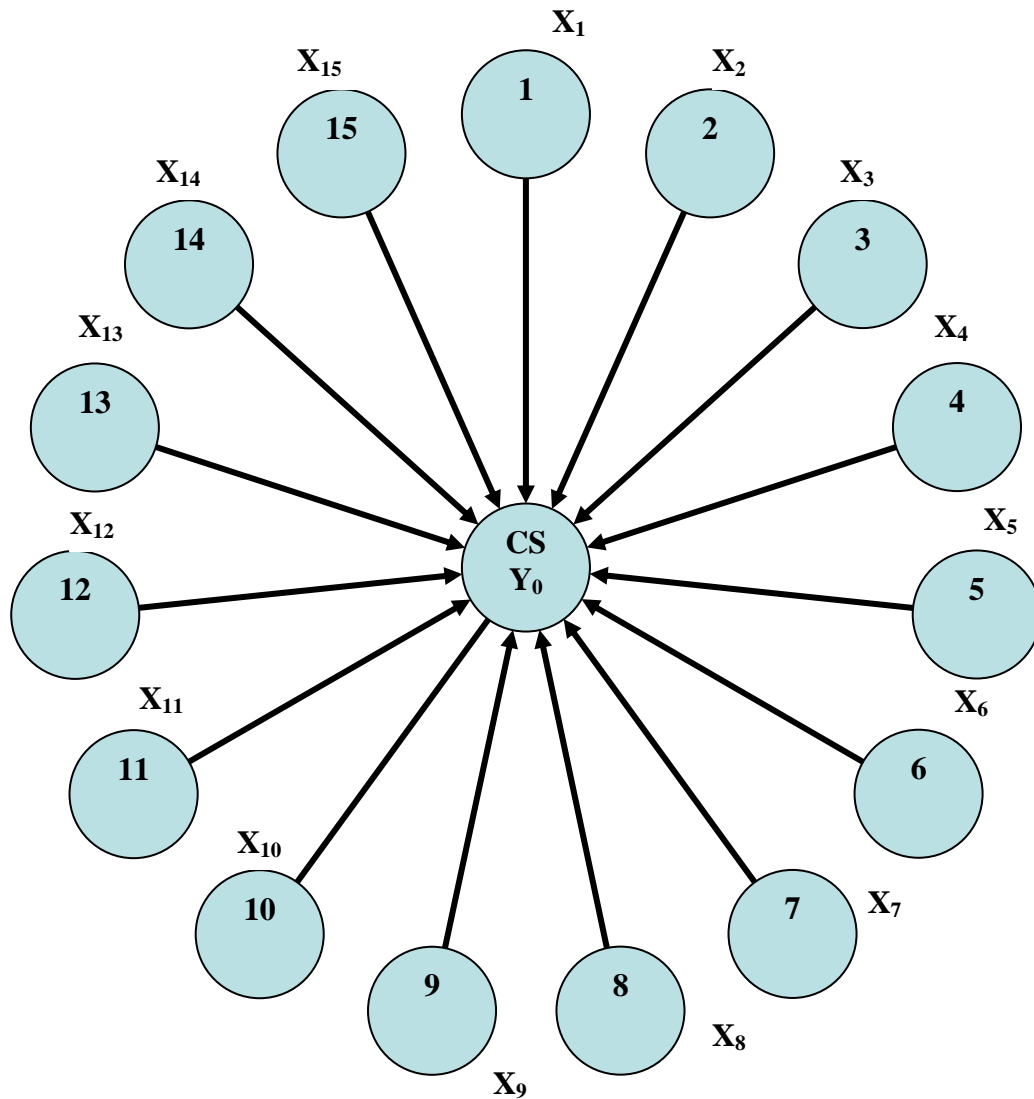 X₁
1
X₂
2
X₃
3
X₄
4
X₅
5
X₆
6
X₇
7
X₈
8
X₉
9
X₁₀
10
X₁₁
11
X₁₂
12
X₁₃
13
X₁₄
14
X₁₅
15
CS
Y₀